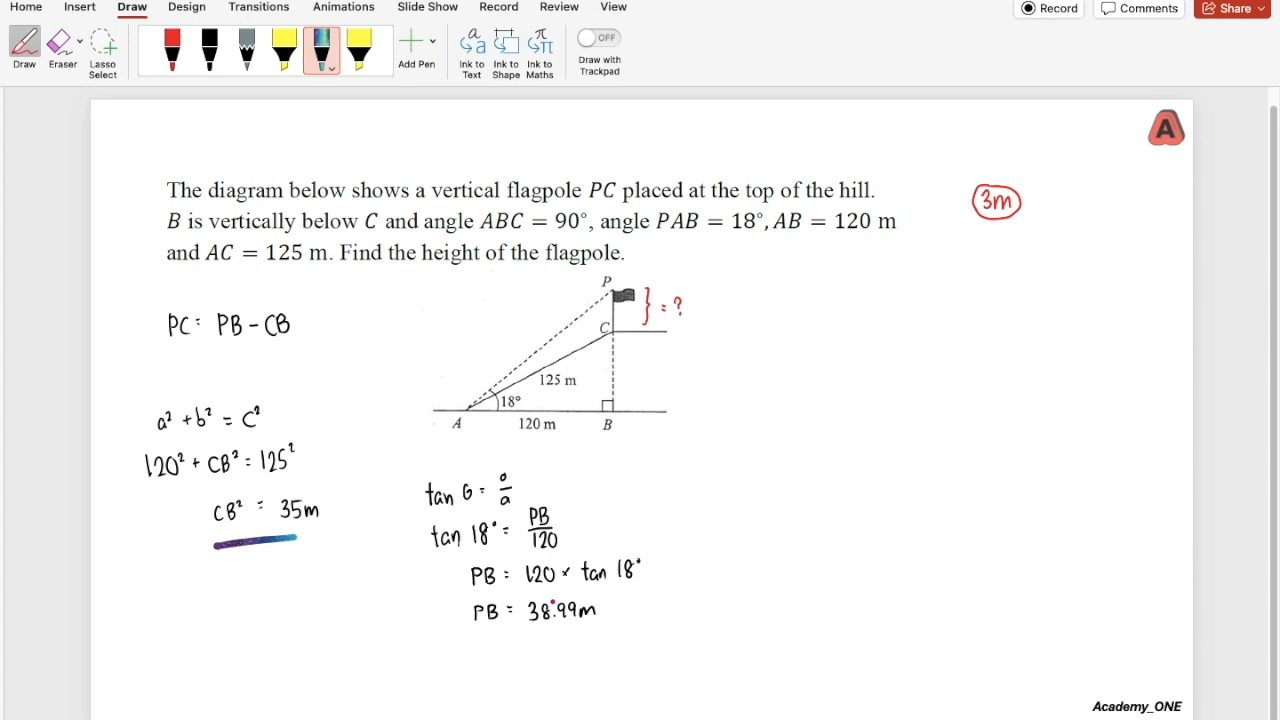 Home Insert Draw Design Transitions Animations Slide Show Record Review View Record Comments Share
OFF
Draw Eraser Lasso Select Add Pen Ink to Text Ink to Shape Ink to Maths Draw with Trackpad
A
The diagram below shows a vertical flagpole PC placed at the top of the hill.
3m
B is vertically below C and angle ABC = 90°, angle PAB = 18°, AB = 120 m
and AC = 125 m. Find the height of the flagpole.
P
} = ?
PC = PB - CB
C
125 m
18°
A 120 m B
a² + b² = c²
120² + CB² = 125²
CB² = 35m
tan θ = o/a
tan 18° = PB/120
PB = 120 × tan 18°
PB = 38.99m
Academy_ONE